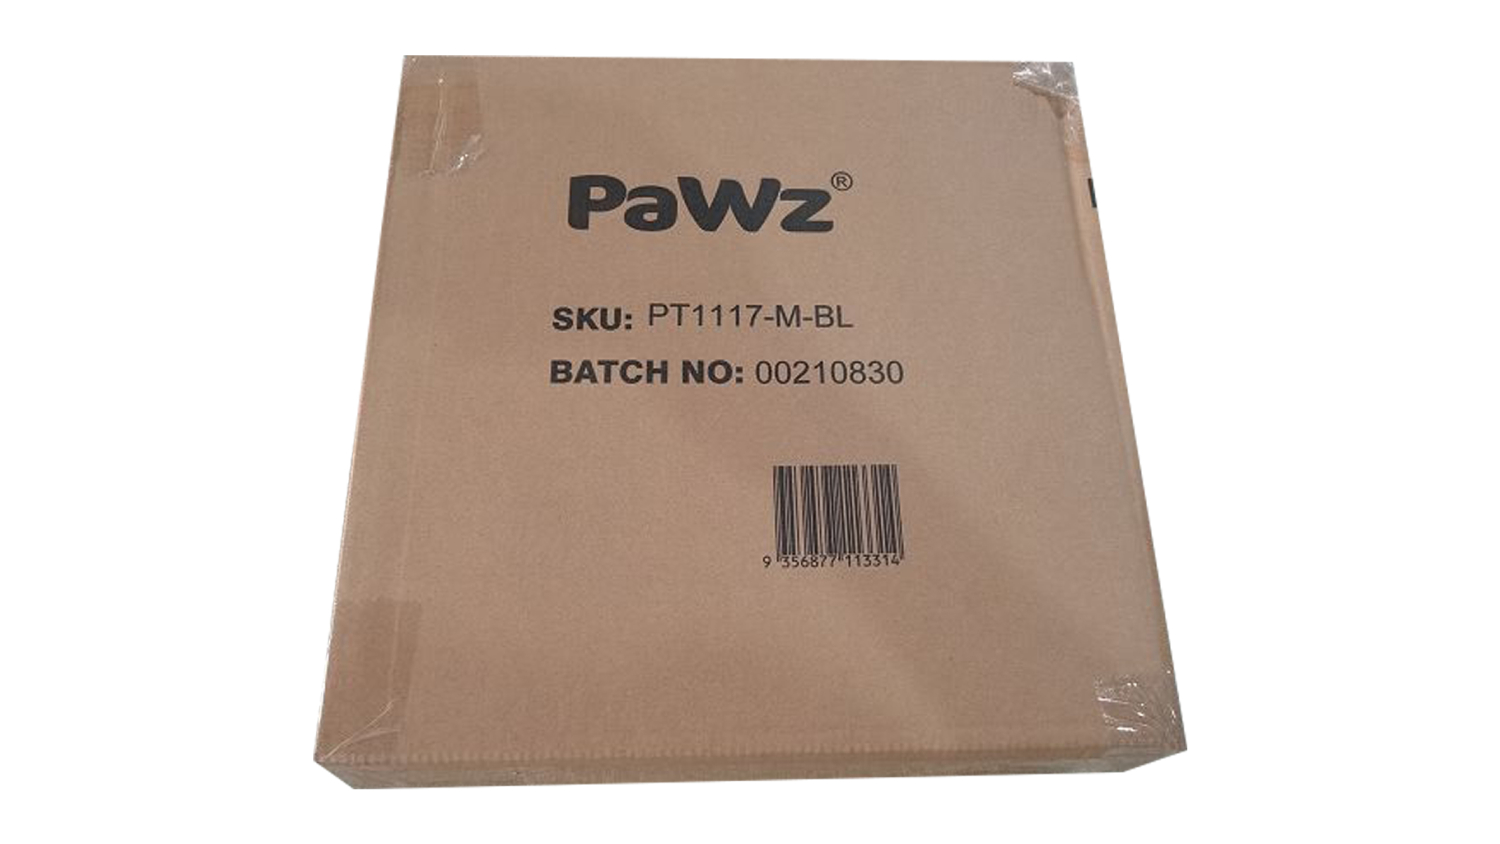 PaWz®
SKU: PT1117-M-BL
BATCH NO: 00210830
9 356877 113314